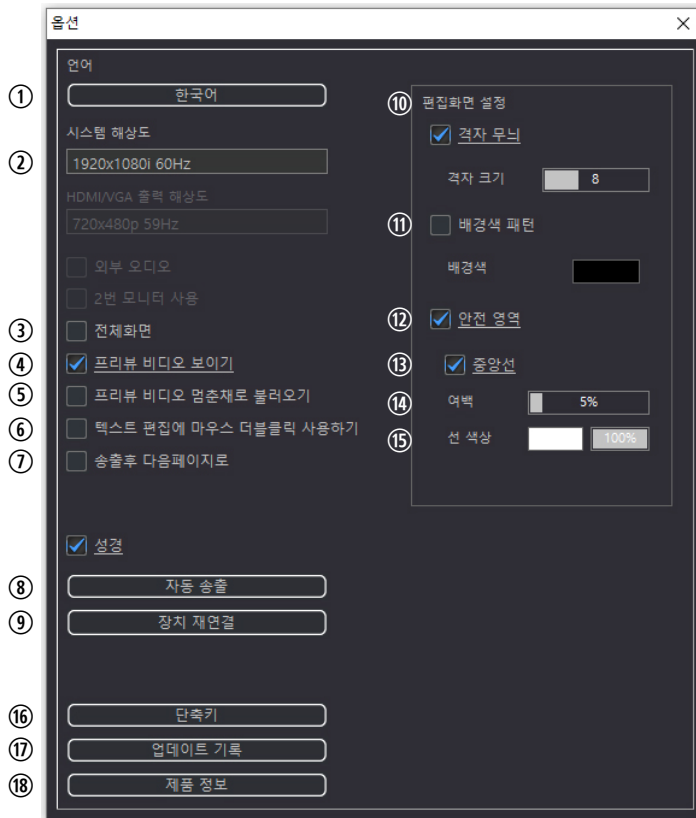 옵션
언어
① 한국어
시스템 해상도
② 1920x1080i 60Hz
HDMI/VGA 출력 해상도
720x480p 59Hz
외부 오디오
2번 모니터 사용
③ 전체화면
④ 프리뷰 비디오 보이기
⑤ 프리뷰 비디오 멈춘채로 불러오기
⑥ 텍스트 편집에 마우스 더블클릭 사용하기
⑦ 송출후 다음페이지로
성경
⑧ 자동 송출
⑨ 장치 재연결
⑩ 편집화면 설정
격자 무늬
격자 크기 8
⑪ 배경색 패턴
배경색
⑫ 안전 영역
⑬ 중앙선
⑭ 여백 5%
⑮ 선 색상 100%
⑯ 단축키
⑰ 업데이트 기록
⑱ 제품 정보